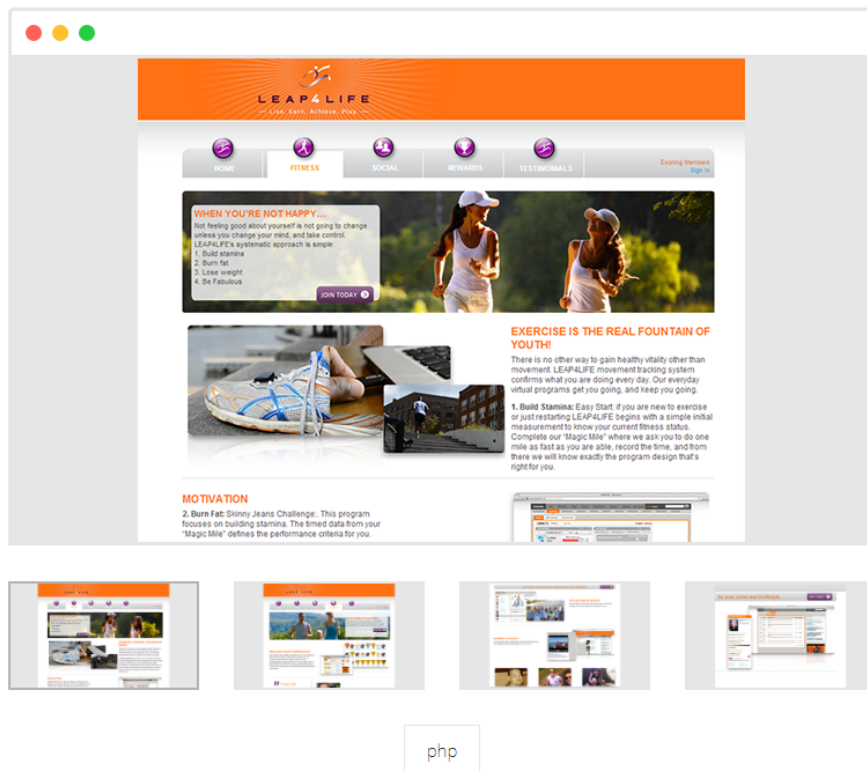 LEAP4LIFE
Live. Earn. Achieve. Play.
HOME
FITNESS
SOCIAL
REWARDS
TESTIMONIALS
Existing Members
Sign In
WHEN YOU'RE NOT HAPPY...
Not feeling good about yourself is not going to change
unless you change your mind, and take control.
LEAP4LIFE's systematic approach is simple:
1. Build stamina
2. Burn fat
3. Lose weight
4. Be Fabulous
JOIN TODAY
EXERCISE IS THE REAL FOUNTAIN OF
YOUTH!
There is no other way to gain healthy vitality other than
movement. LEAP4LIFE movement tracking system
confirms what you are doing every day. Our everyday
virtual programs get you going, and keep you going.
1. Build Stamina: Easy Start: if you are new to exercise
or just restarting LEAP4LIFE begins with a simple initial
measurement to know your current fitness status.
Complete our "Magic Mile" where we ask you to do one
mile as fast as you are able, record the time, and from
there we will know exactly the program design that's
right for you.
MOTIVATION
2. Burn Fat: Skinny Jeans Challenge:. This program
focuses on building stamina. The timed data from your
"Magic Mile" defines the performance criteria for you.
php